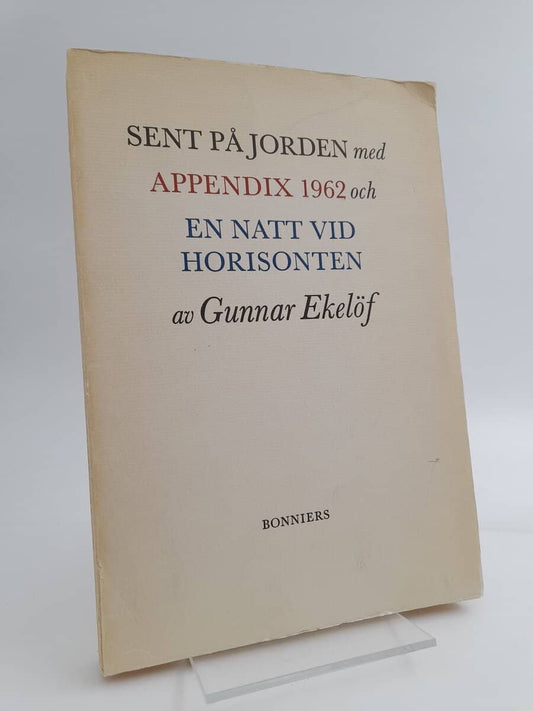 SENT PÅ JORDEN med
APPENDIX 1962 och
EN NATT VID
HORISONTEN
av Gunnar Ekelöf
BONNIERS